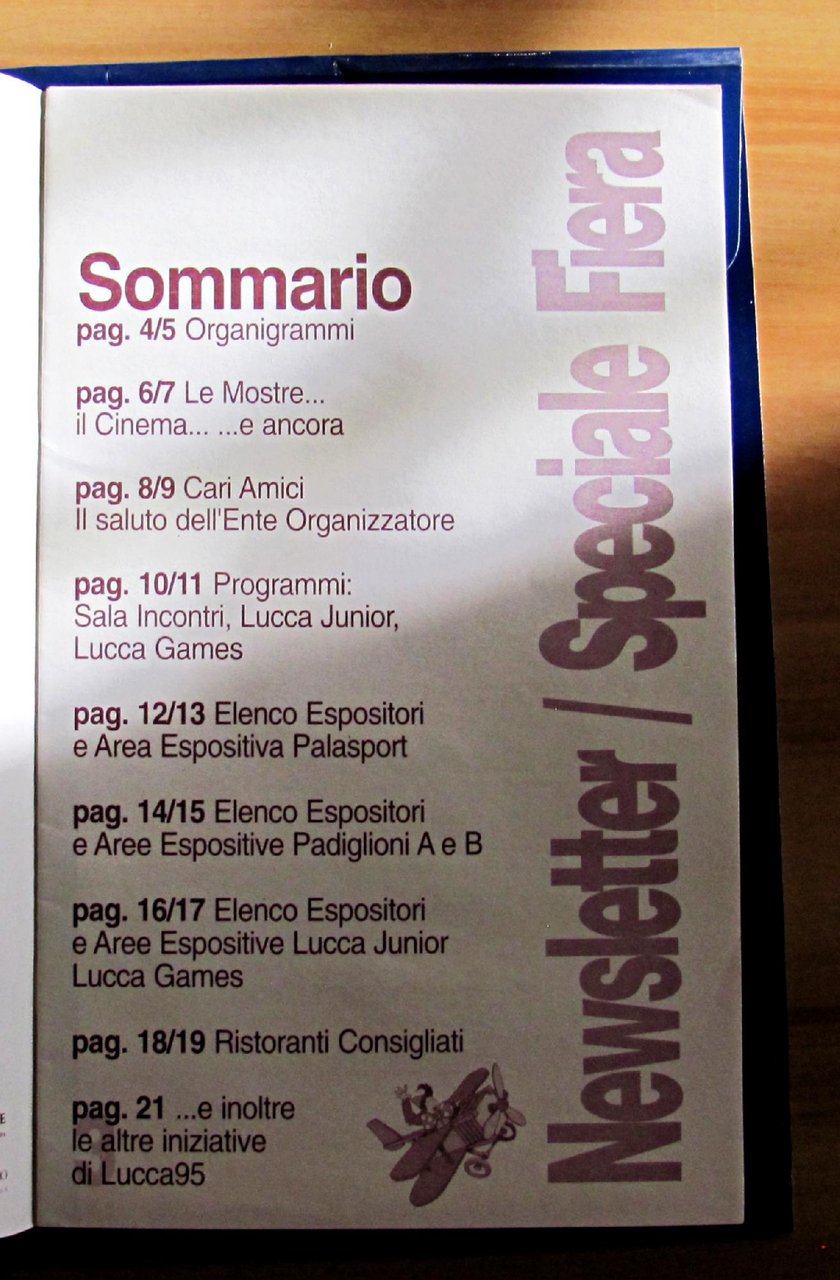 Sommario
pag. 4/5 Organigrammi
pag. 6/7 Le Mostre...
il Cinema... ...e ancora
pag. 8/9 Cari Amici
Il saluto dell'Ente Organizzatore
pag. 10/11 Programmi:
Sala Incontri, Lucca Junior,
Lucca Games
pag. 12/13 Elenco Espositori
e Area Espositiva Palasport
pag. 14/15 Elenco Espositori
e Aree Espositive Padiglioni A e B
pag. 16/17 Elenco Espositori
e Aree Espositive Lucca Junior
Lucca Games
pag. 18/19 Ristoranti Consigliati
pag. 21 ...e inoltre
le altre iniziative
di Lucca95
Newsletter / Speciale Fiera